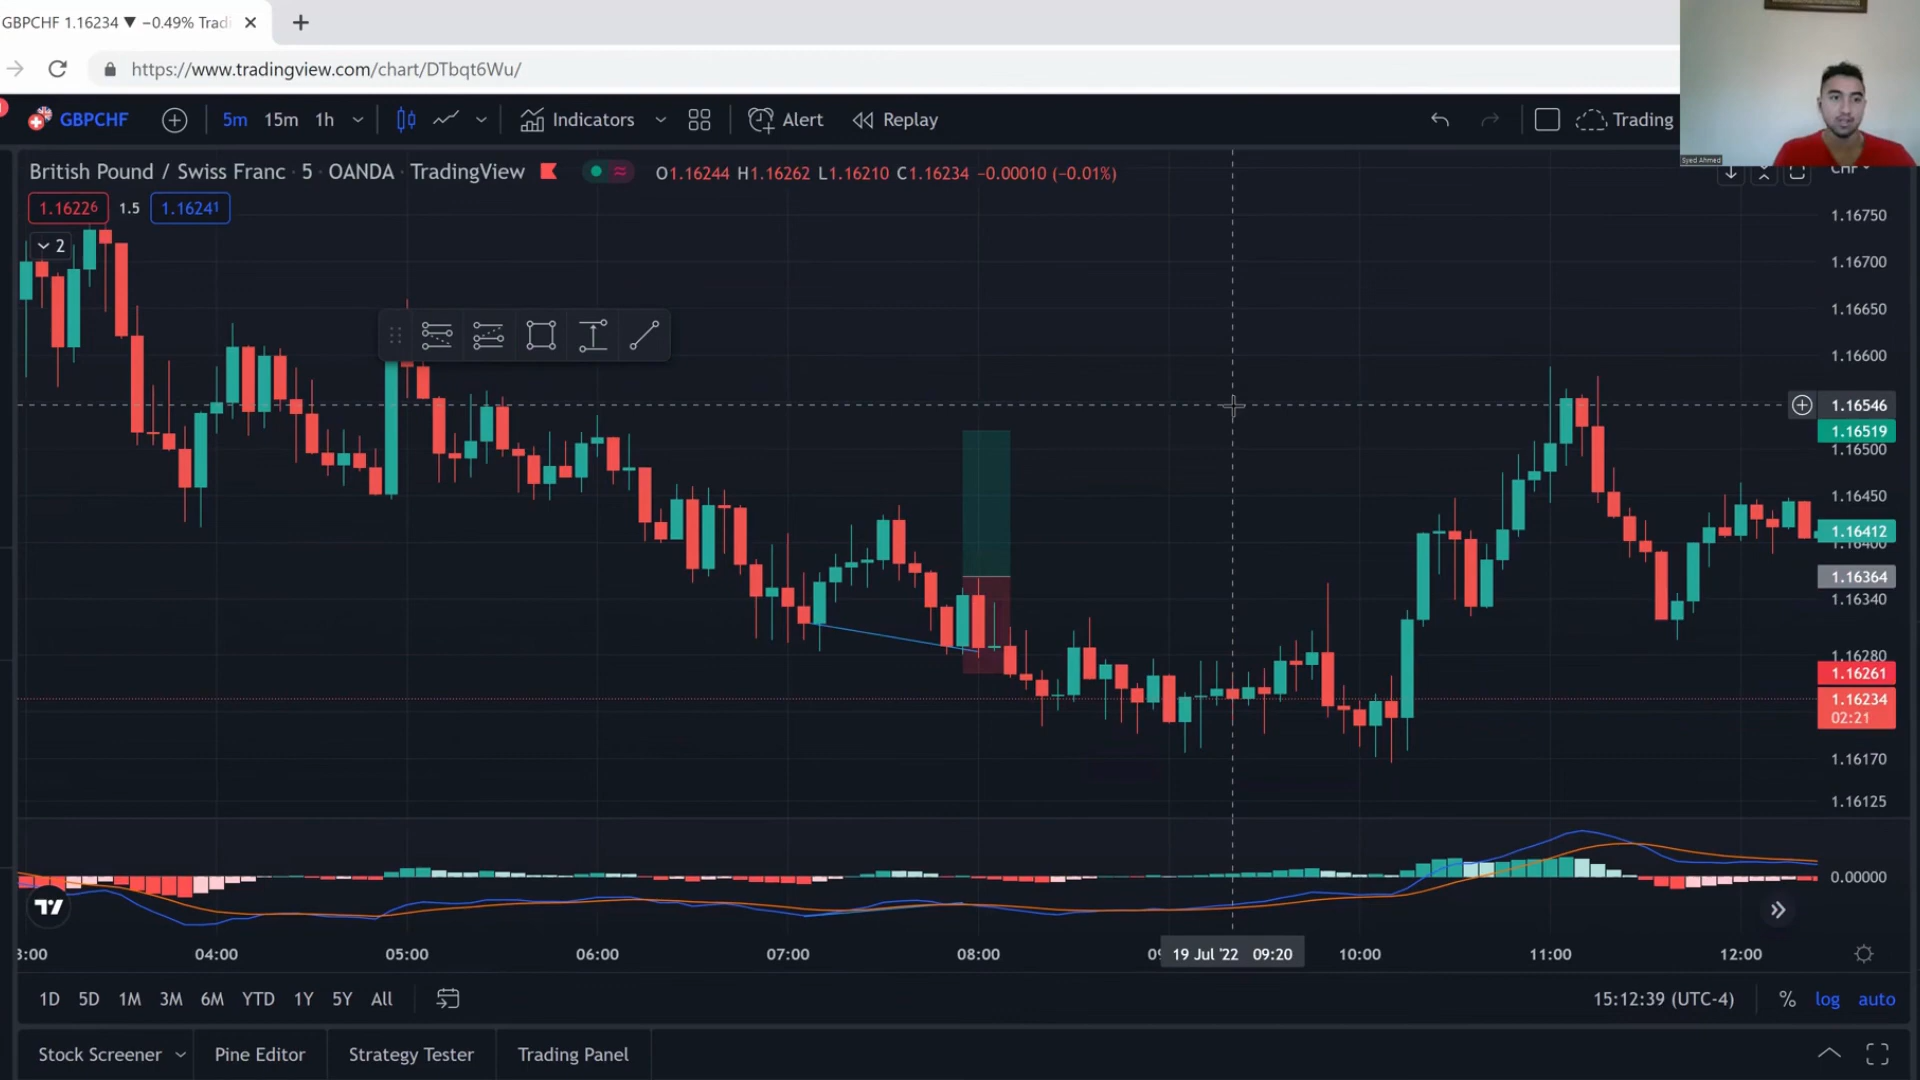 GBPCHF 1.16234 ▼ −0.49% Tradi
https://www.tradingview.com/chart/DTbqt6Wu/
GBPCHF 5m 15m 1h Indicators Alert Replay Trading
Syed Ahmed
British Pound / Swiss Franc · 5 · OANDA · TradingView O1.16244 H1.16262 L1.16210 C1.16234 −0.00010 (−0.01%)
CHF
1.16226 1.5 1.16241
2
1.16750
1.16700
1.16650
1.16600
1.16546
1.16519
1.16500
1.16450
1.16412
1.16400
1.16364
1.16340
1.16280
1.16261
1.16234
02:21
1.16170
1.16125
0.00000
3:00 04:00 05:00 06:00 07:00 08:00 19 Jul '22 09:20 10:00 11:00 12:00
1D 5D 1M 3M 6M YTD 1Y 5Y All 15:12:39 (UTC-4) % log auto
Stock Screener Pine Editor Strategy Tester Trading Panel